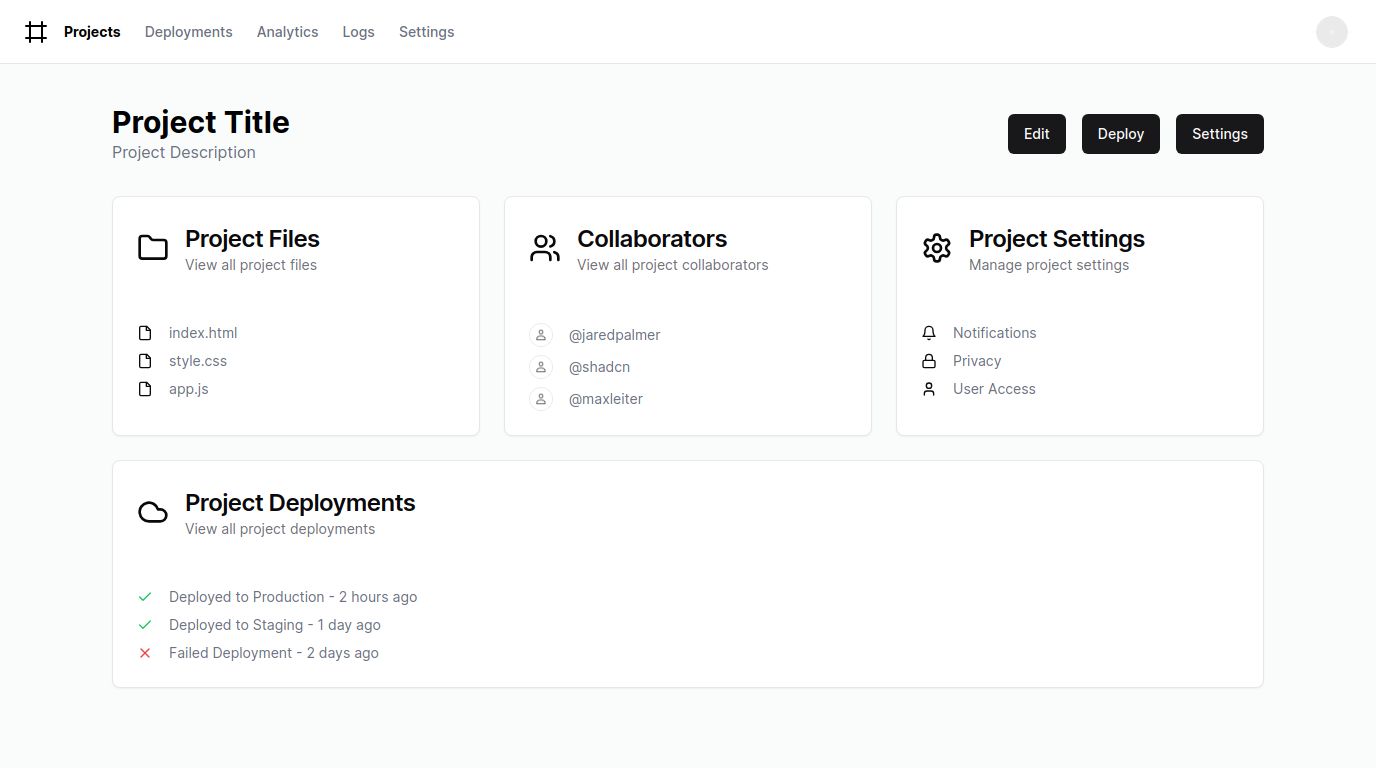 Projects Deployments Analytics Logs Settings
Project Title
Project Description
Edit Deploy Settings
Project Files
View all project files
index.html
style.css
app.js
Collaborators
View all project collaborators
@jaredpalmer
@shadcn
@maxleiter
Project Settings
Manage project settings
Notifications
Privacy
User Access
Project Deployments
View all project deployments
Deployed to Production - 2 hours ago
Deployed to Staging - 1 day ago
Failed Deployment - 2 days ago